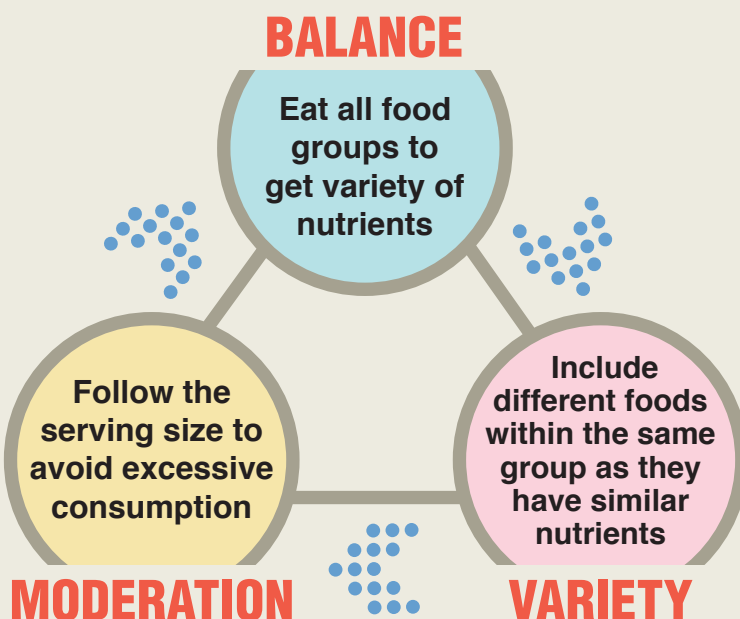 BALANCE
Eat all food
groups to
get variety of
nutrients
Follow the
serving size to
avoid excessive
consumption
MODERATION
Include
different foods
within the same
group as they
have similar
nutrients
VARIETY